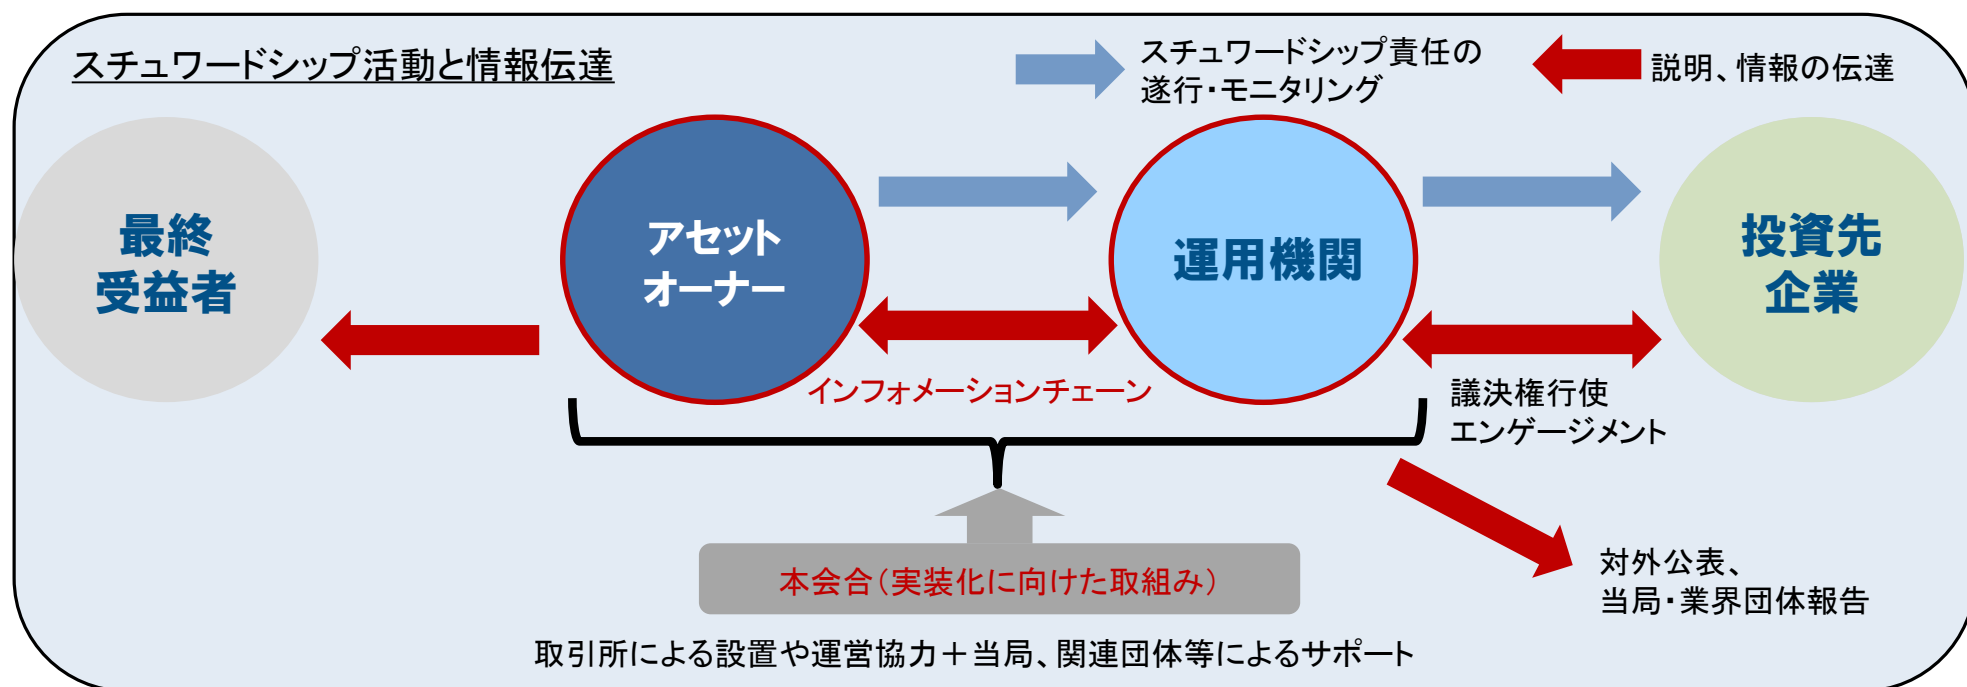 スチュワードシップ活動と情報伝達
スチュワードシップ責任の
遂行・モニタリング
説明、情報の伝達
最終
受益者
アセット
オーナー
運用機関
投資先
企業
インフォメーションチェーン
議決権行使
エンゲージメント
本会合(実装化に向けた取組み)
対外公表、
当局・業界団体報告
取引所による設置や運営協力+当局、関連団体等によるサポート